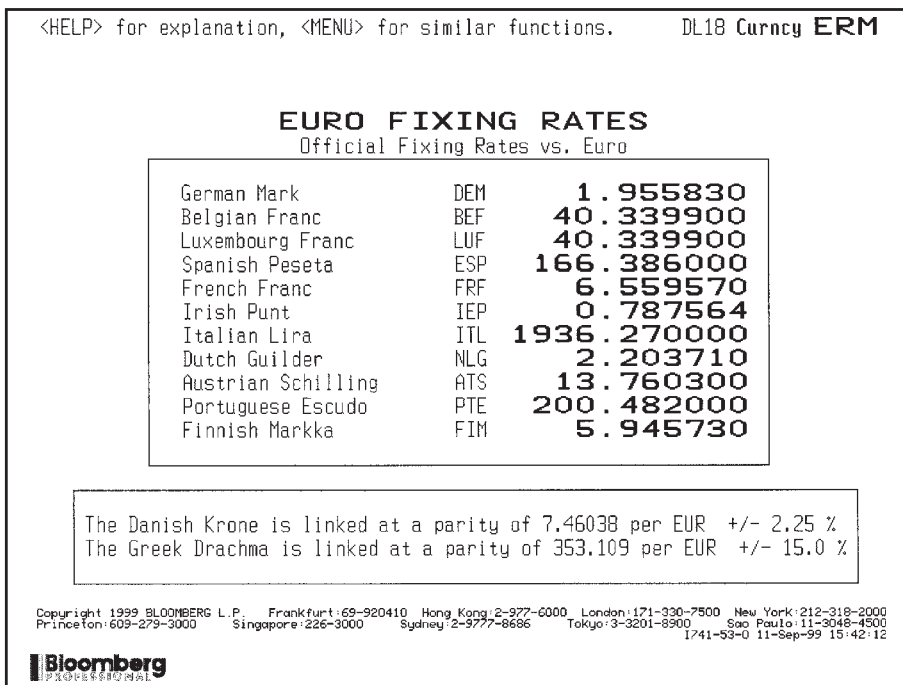 <HELP> for explanation, <MENU> for similar functions. DL18 Curncy ERM
EURO FIXING RATES
Official Fixing Rates vs. Euro
German Mark DEM 1.955830
Belgian Franc BEF 40.339900
Luxembourg Franc LUF 40.339900
Spanish Peseta ESP 166.386000
French Franc FRF 6.559570
Irish Punt IEP 0.787564
Italian Lira ITL 1936.270000
Dutch Guilder NLG 2.203710
Austrian Schilling ATS 13.760300
Portuguese Escudo PTE 200.482000
Finnish Markka FIM 5.945730
The Danish Krone is linked at a parity of 7.46038 per EUR +/- 2.25 %
The Greek Drachma is linked at a parity of 353.109 per EUR +/- 15.0 %
Copyright 1999 BLOOMBERG L.P. Frankfurt:69-920410 Hong Kong:2-977-6000 London:171-330-7500 New York:212-318-2000
Princeton:609-279-3000 Singapore:226-3000 Sydney:2-9777-8686 Tokyo:3-3201-8900 Sao Paulo:11-3048-4500
I741-53-0 11-Sep-99 15:42:12
Bloomberg
PROFESSIONAL